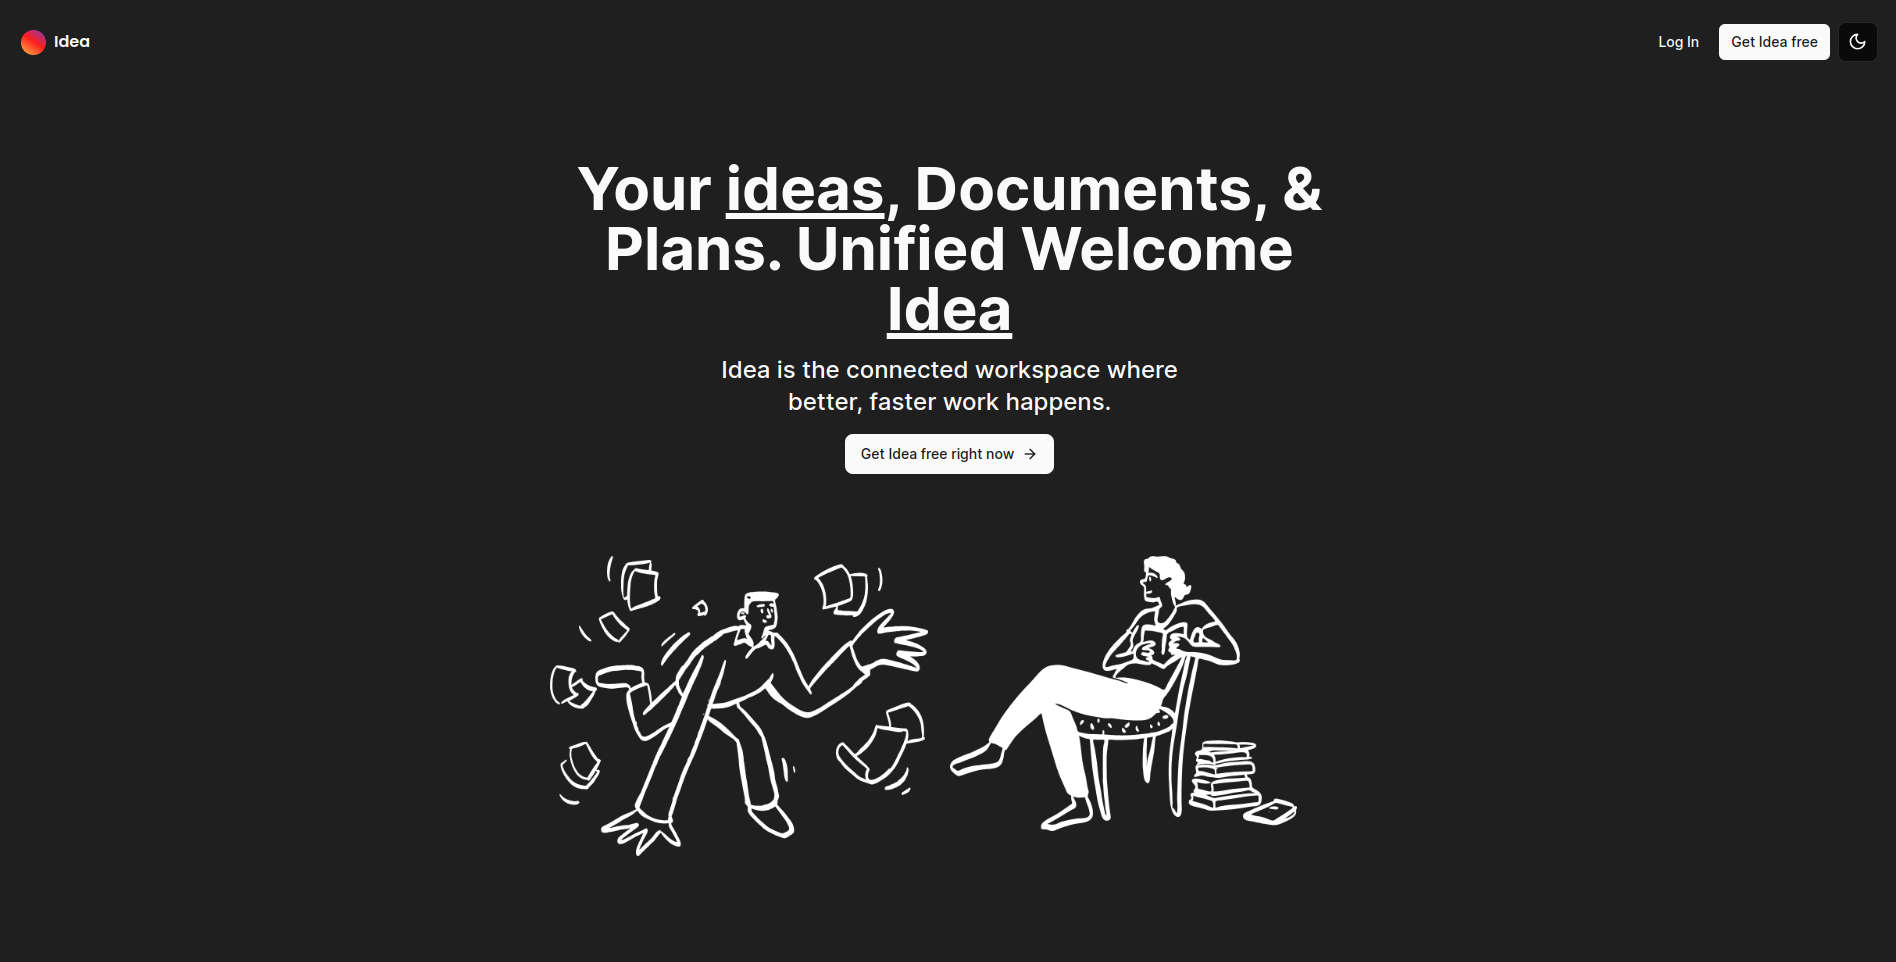 Idea
Log In
Get Idea free
Your ideas, Documents, &
Plans. Unified Welcome
Idea
Idea is the connected workspace where
better, faster work happens.
Get Idea free right now